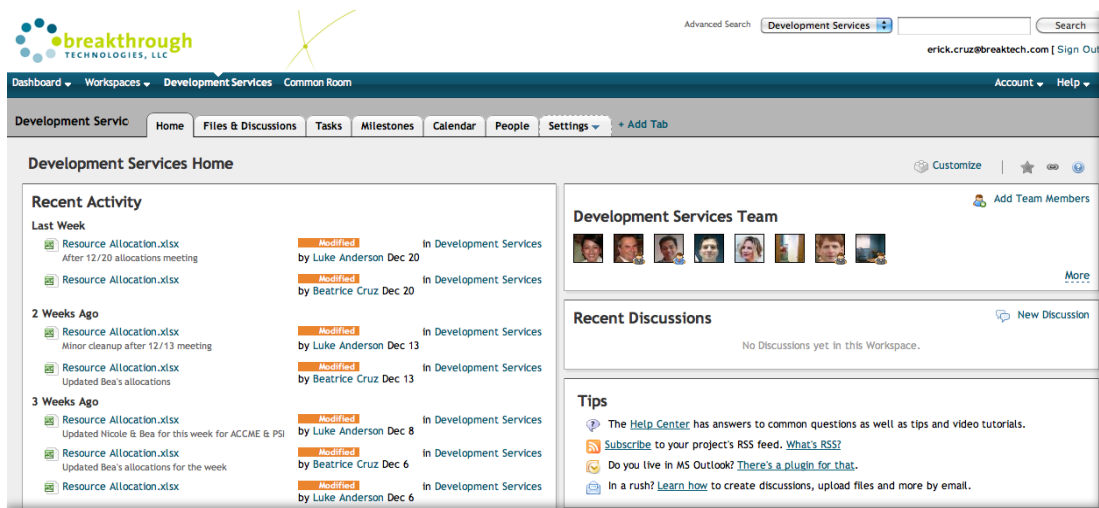 breakthrough
TECHNOLOGIES, LLC
Advanced Search Development Services Search
erick.cruz@breaktech.com [ Sign Out
Dashboard Workspaces Development Services Common Room Account Help
Development Servic Home Files & Discussions Tasks Milestones Calendar People Settings + Add Tab
Development Services Home
Customize
Recent Activity
Last Week
Resource Allocation.xlsx Modified in Development Services
After 12/20 allocations meeting by Luke Anderson Dec 20
Resource Allocation.xlsx Modified in Development Services
by Beatrice Cruz Dec 20
2 Weeks Ago
Resource Allocation.xlsx Modified in Development Services
Minor cleanup after 12/13 meeting by Luke Anderson Dec 13
Resource Allocation.xlsx Modified in Development Services
Updated Bea's allocations by Beatrice Cruz Dec 13
3 Weeks Ago
Resource Allocation.xlsx Modified in Development Services
Updated Nicole & Bea for this week for ACCME & PSI by Luke Anderson Dec 8
Resource Allocation.xlsx Modified in Development Services
Updated Bea's allocations for the week by Beatrice Cruz Dec 6
Resource Allocation.xlsx Modified in Development Services
by Luke Anderson Dec 6
Add Team Members
Development Services Team
More
Recent Discussions New Discussion
No Discussions yet in this Workspace.
Tips
The Help Center has answers to common questions as well as tips and video tutorials.
Subscribe to your project's RSS feed. What's RSS?
Do you live in MS Outlook? There's a plugin for that.
In a rush? Learn how to create discussions, upload files and more by email.